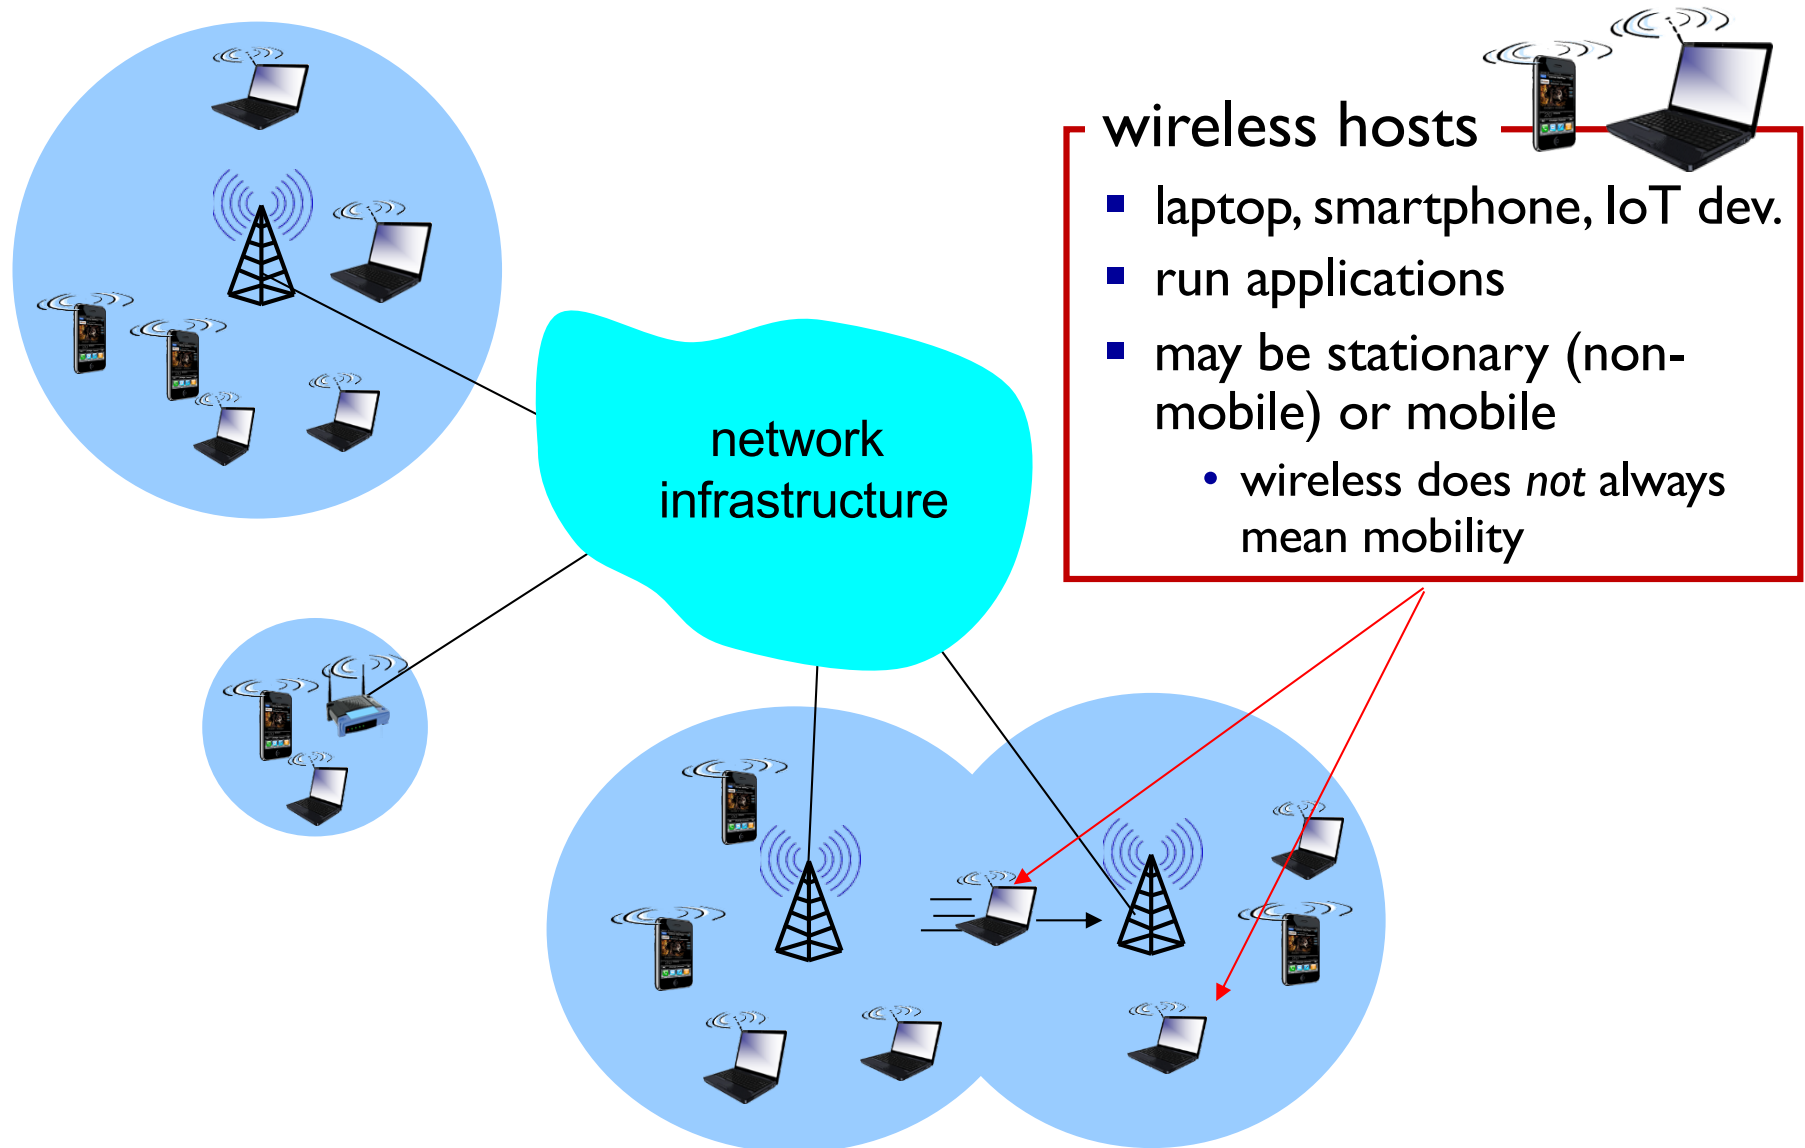 wireless hosts
laptop, smartphone, IoT dev.
run applications
may be stationary (non-
mobile) or mobile
wireless does not always
mean mobility
network
infrastructure